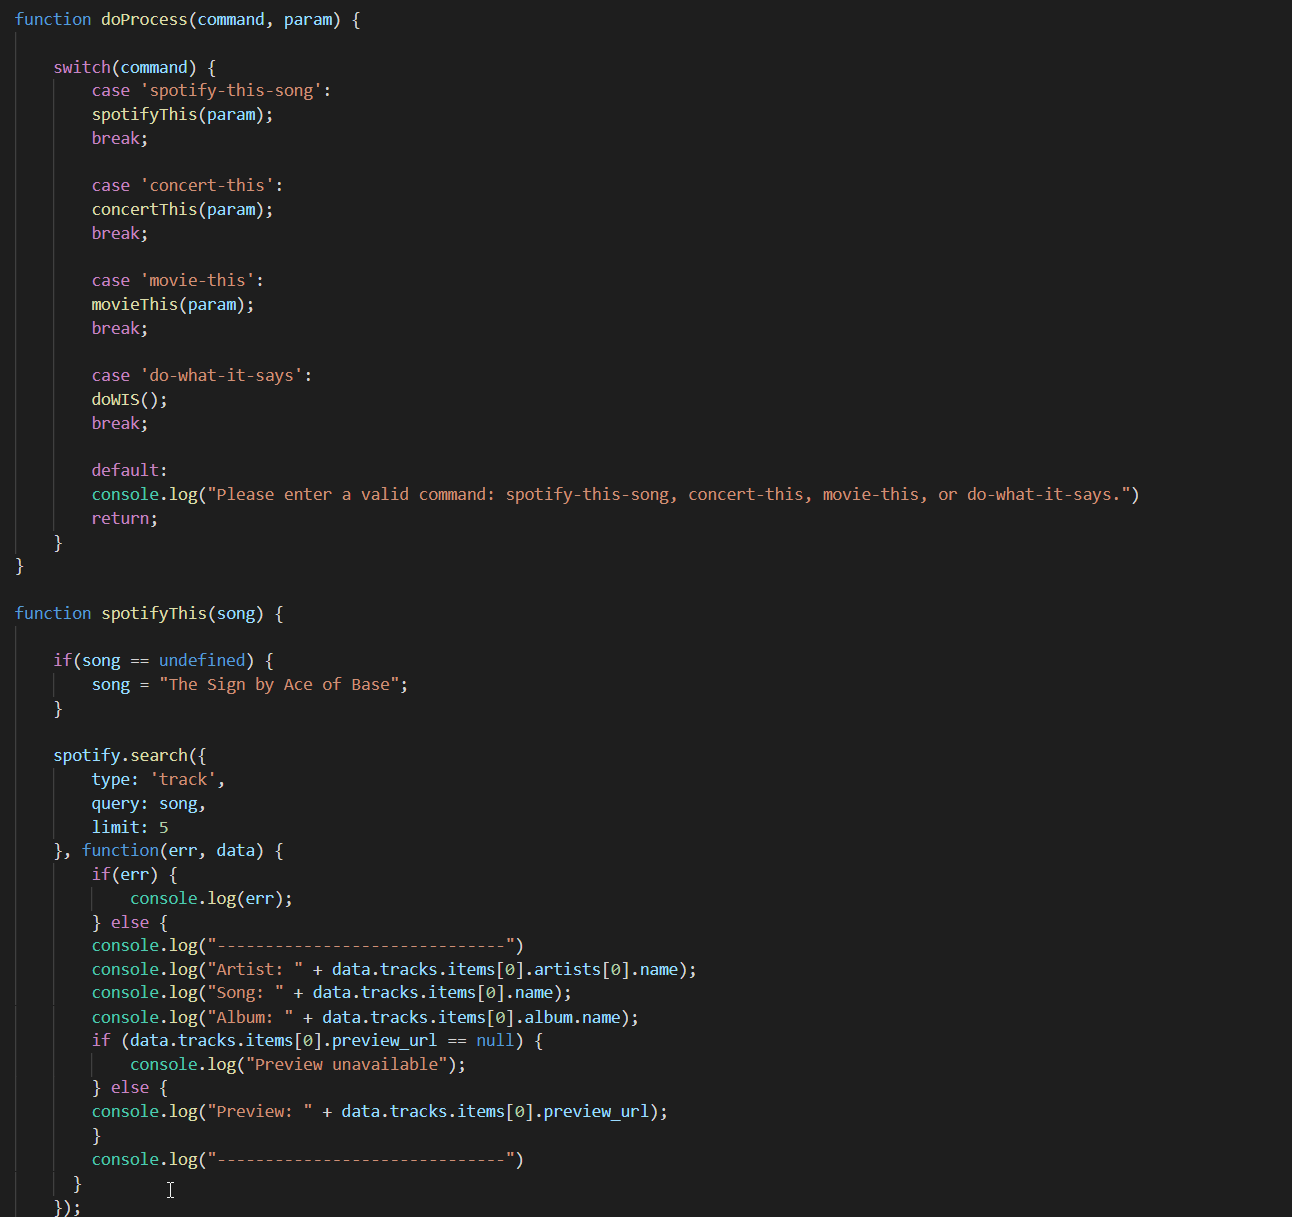 function doProcess(command, param) {
switch(command) {
case 'spotify-this-song':
spotifyThis(param);
break;
case 'concert-this':
concertThis(param);
break;
case 'movie-this':
movieThis(param);
break;
case 'do-what-it-says':
doWIS();
break;
default:
console.log("Please enter a valid command: spotify-this-song, concert-this, movie-this, or do-what-it-says.")
return;
}
}
function spotifyThis(song) {
if(song == undefined) {
song = "The Sign by Ace of Base";
}
spotify.search({
type: 'track',
query: song,
limit: 5
}, function(err, data) {
if(err) {
console.log(err);
} else {
console.log("------------------------------")
console.log("Artist: " + data.tracks.items[0].artists[0].name);
console.log("Song: " + data.tracks.items[0].name);
console.log("Album: " + data.tracks.items[0].album.name);
if (data.tracks.items[0].preview_url == null) {
console.log("Preview unavailable");
} else {
console.log("Preview: " + data.tracks.items[0].preview_url);
}
console.log("------------------------------")
}
});